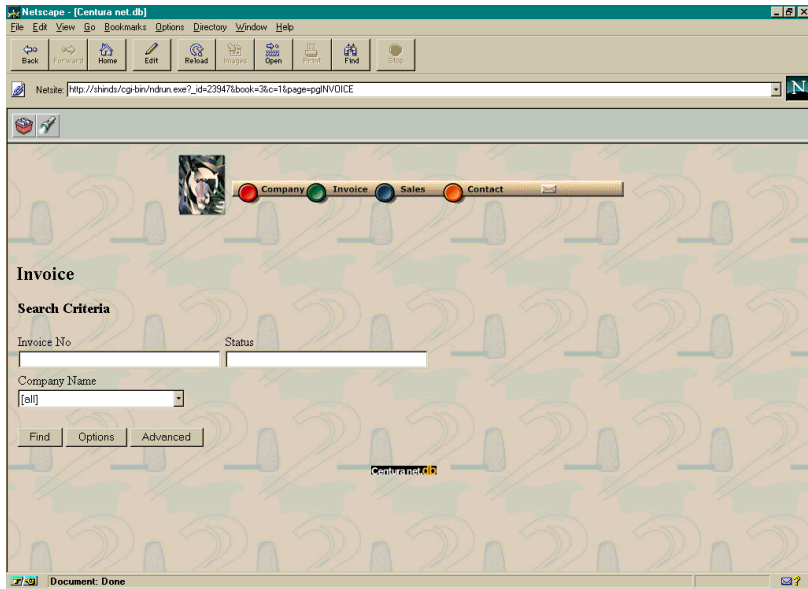 Netscape - [Centura net.db]
File Edit View Go Bookmarks Options Directory Window Help
Back Forward Home Edit Reload Images Open Print Find Stop
Netsite: http://shinds/cgi-bin/ndrun.exe?_id=23947&book=3&c=1&page=pgINVOICE
N
Company Invoice Sales Contact
Invoice
Search Criteria
Invoice No Status
Company Name
[all]
Find Options Advanced
Centura net.db
Document: Done